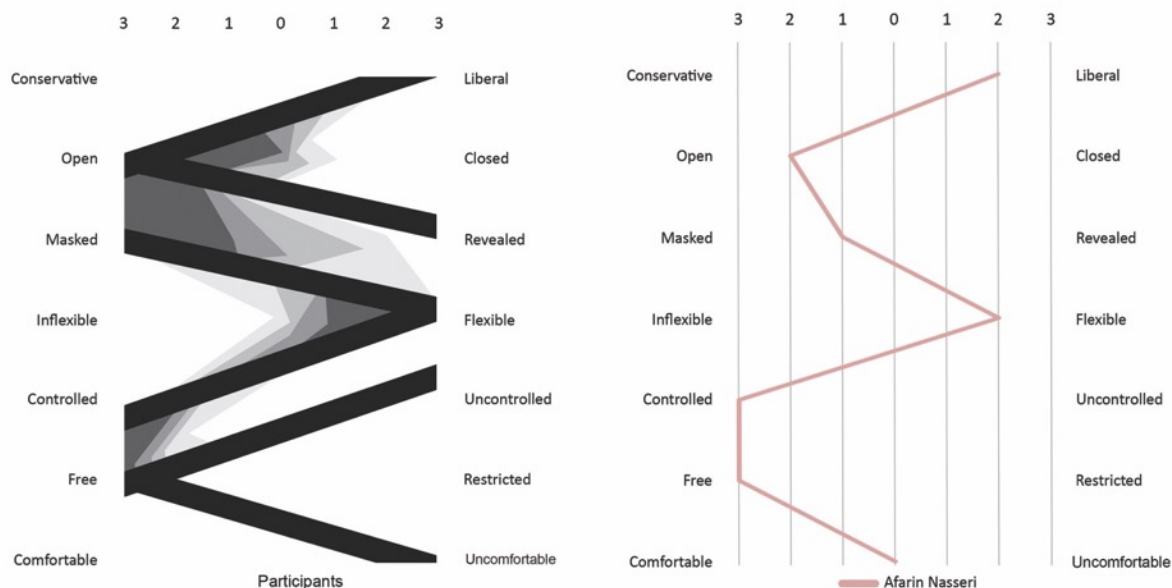 3 2 1 0 1 2 3
Conservative Liberal
Open Closed
Masked Revealed
Inflexible Flexible
Controlled Uncontrolled
Free Restricted
Comfortable Uncomfortable
Participants
3 2 1 0 1 2 3
Conservative Liberal
Open Closed
Masked Revealed
Inflexible Flexible
Controlled Uncontrolled
Free Restricted
Comfortable Uncomfortable
Afarin Nasseri